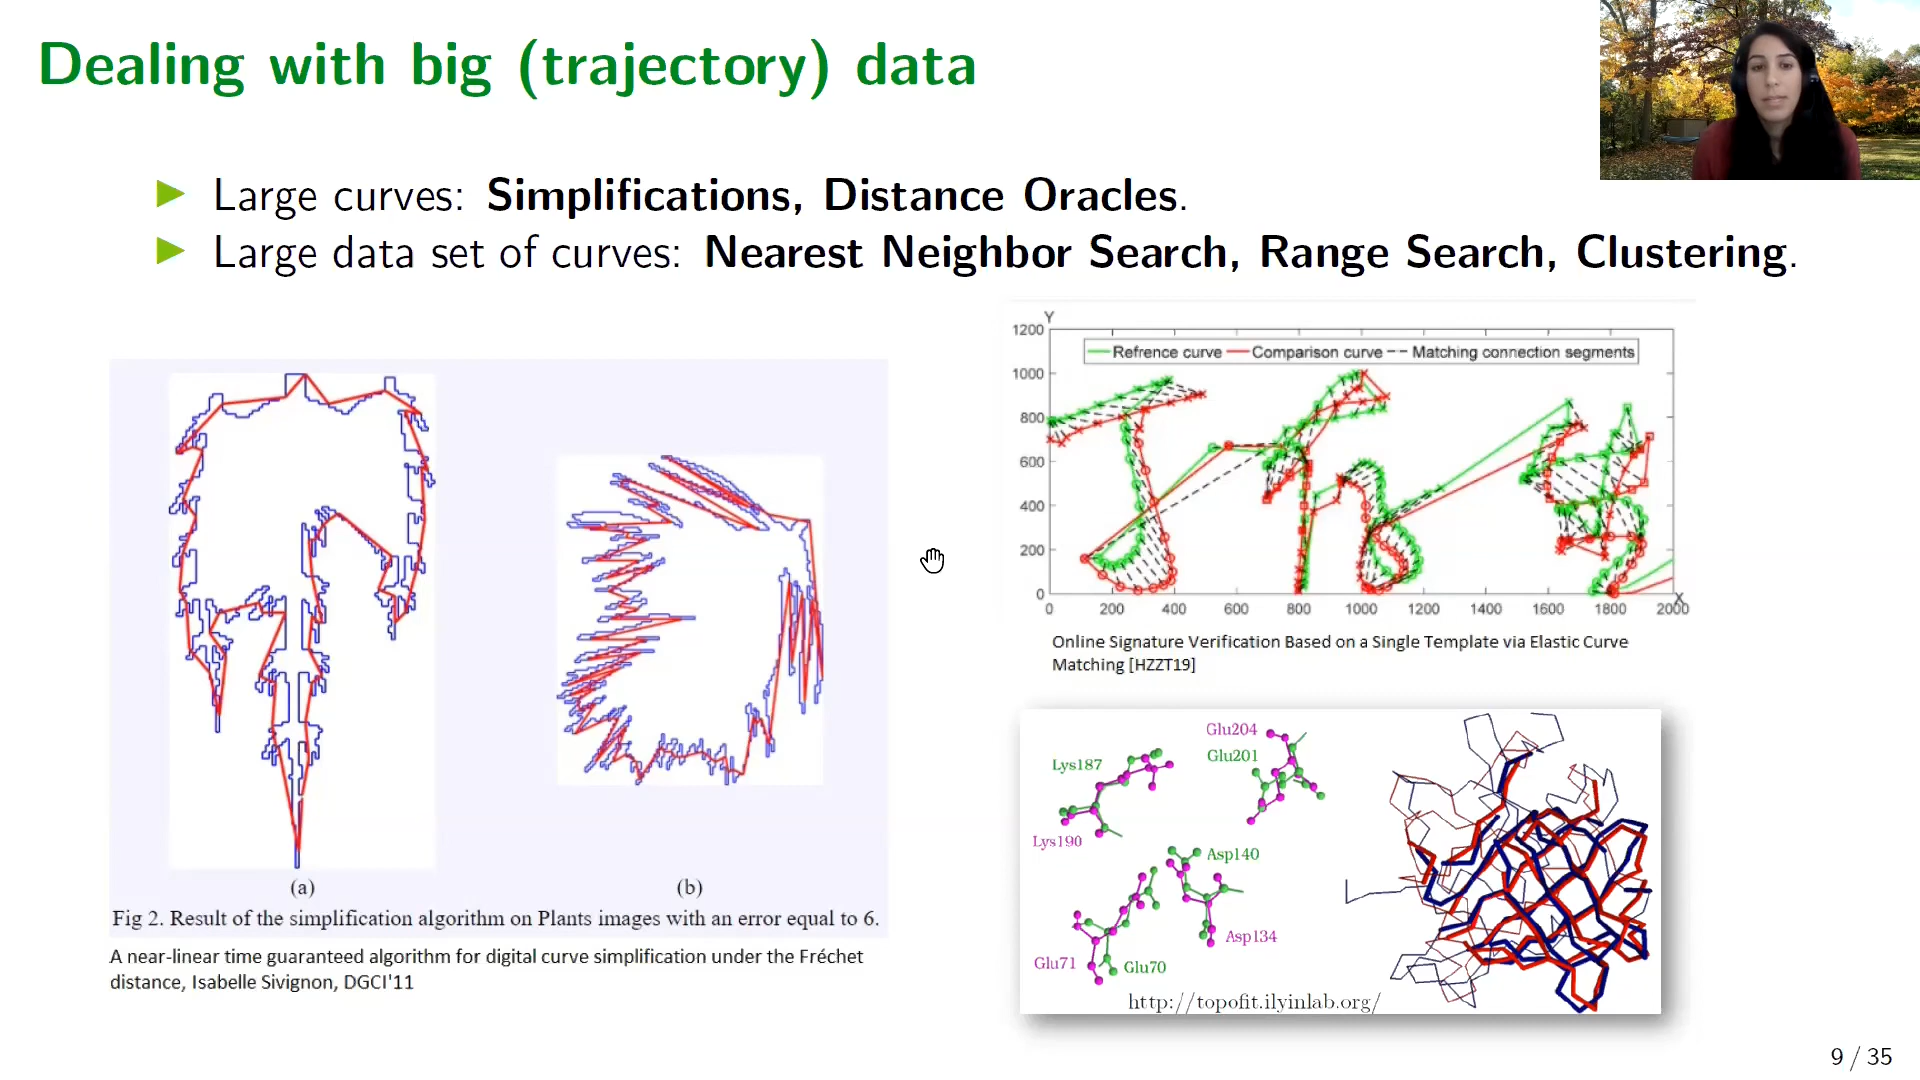 Dealing with big (trajectory) data
Large curves: Simplifications, Distance Oracles.
Large data set of curves: Nearest Neighbor Search, Range Search, Clustering.
(a)
(b)
Fig 2. Result of the simplification algorithm on Plants images with an error equal to 6.
A near-linear time guaranteed algorithm for digital curve simplification under the Fréchet
distance, Isabelle Sivignon, DGCI'11
Y
1200
1000
800
600
400
200
0
Refrence curve
Comparison curve
Matching connection segments
0 200 400 600 800 1000 1200 1400 1600 1800 2000
X
Online Signature Verification Based on a Single Template via Elastic Curve
Matching [HZZT19]
Glu204
Glu201
Lys187
Lys190
Asp140
Asp134
Glu71
Glu70
http://topofit.ilyinlab.org/
9 / 35